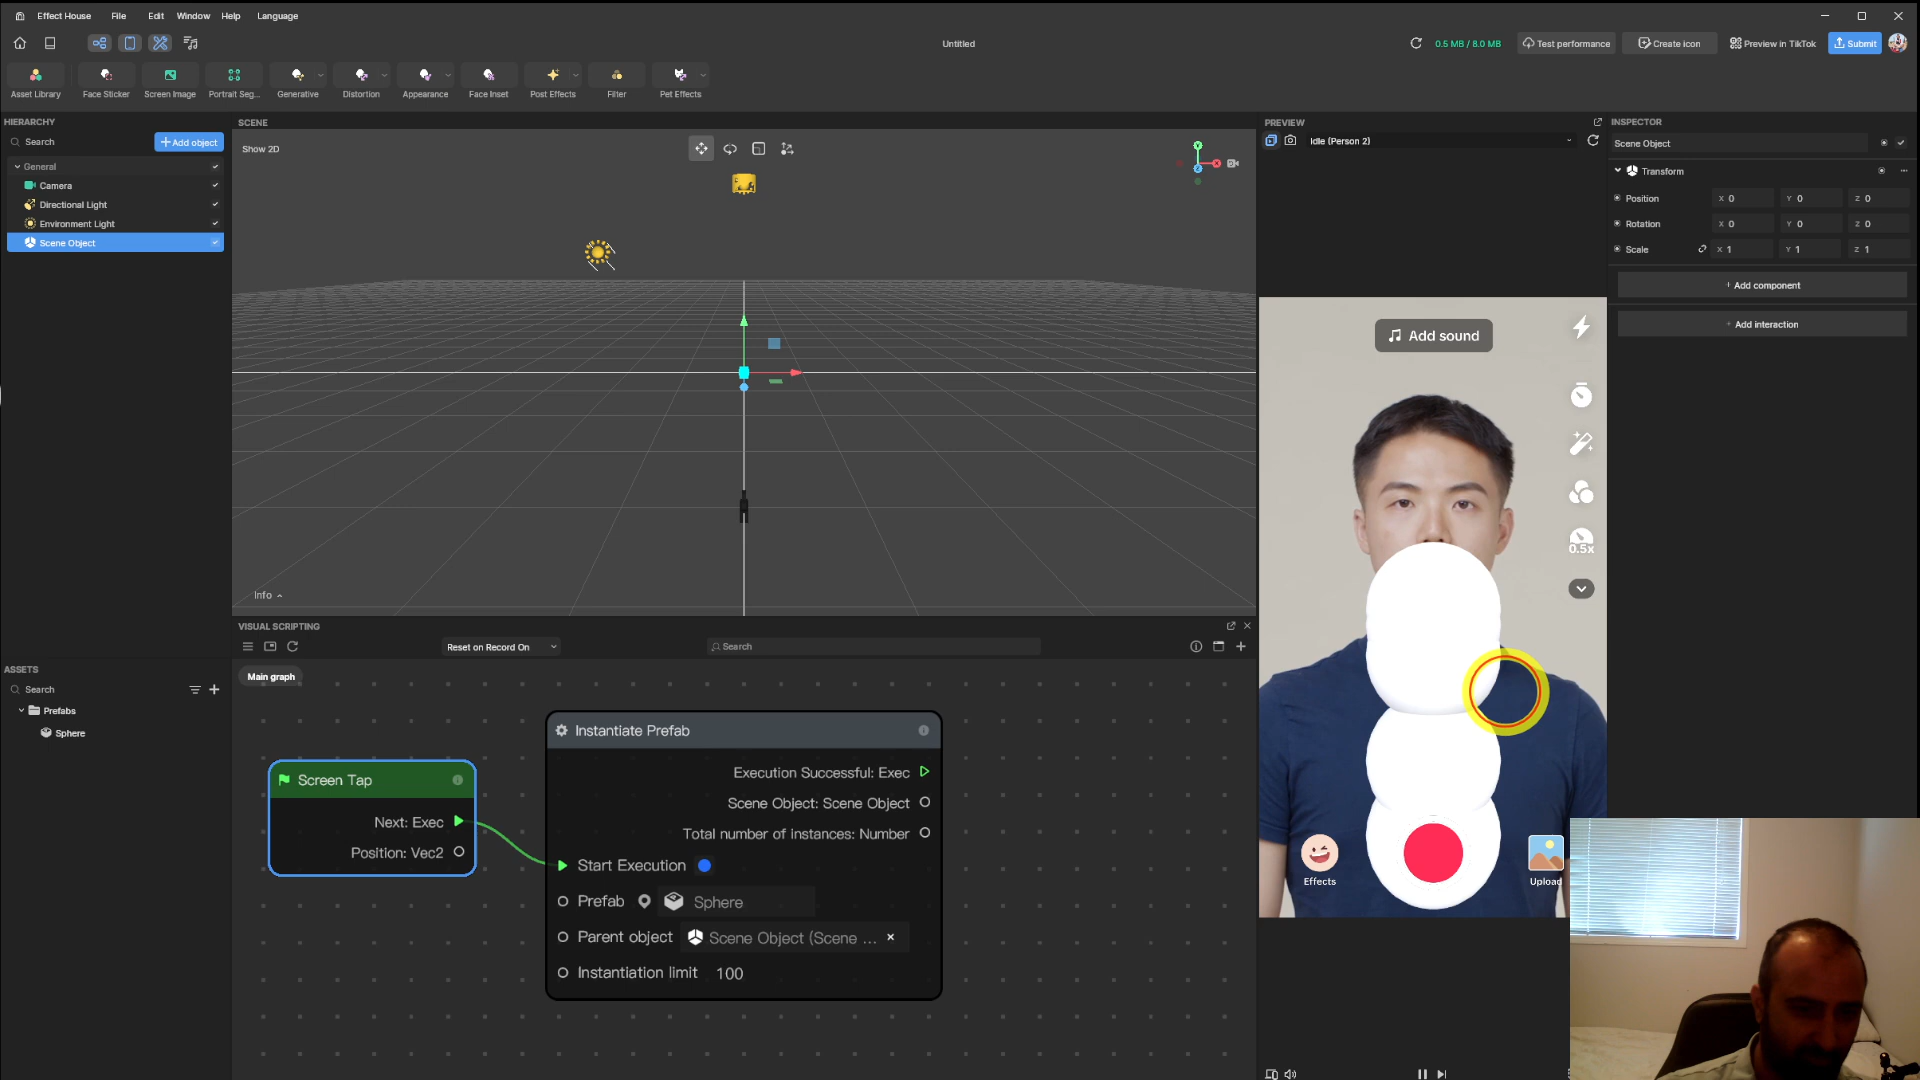 Effect House File Edit Window Help Language
Untitled
0.5 MB / 8.0 MB
Test performance
Create icon
Preview in TikTok
Submit
Asset Library
Face Sticker
Screen Image
Portrait Seg...
Generative
Distortion
Appearance
Face Inset
Post Effects
Filter
Pet Effects
HIERARCHY
Search
Add object
General
Camera
Directional Light
Environment Light
Scene Object
SCENE
Show 2D
Info
PREVIEW
Idle (Person 2)
Add sound
0.5x
Effects
Upload
INSPECTOR
Scene Object
Transform
Position X 0 Y 0 Z 0
Rotation X 0 Y 0 Z 0
Scale X 1 Y 1 Z 1
+ Add component
+ Add interaction
VISUAL SCRIPTING
Reset on Record On
Search
Main graph
Screen Tap
Next: Exec
Position: Vec2
Instantiate Prefab
Execution Successful: Exec
Scene Object: Scene Object
Total number of instances: Number
Start Execution
Prefab Sphere
Parent object Scene Object (Scene ... ×
Instantiation limit 100
ASSETS
Search
Prefabs
Sphere